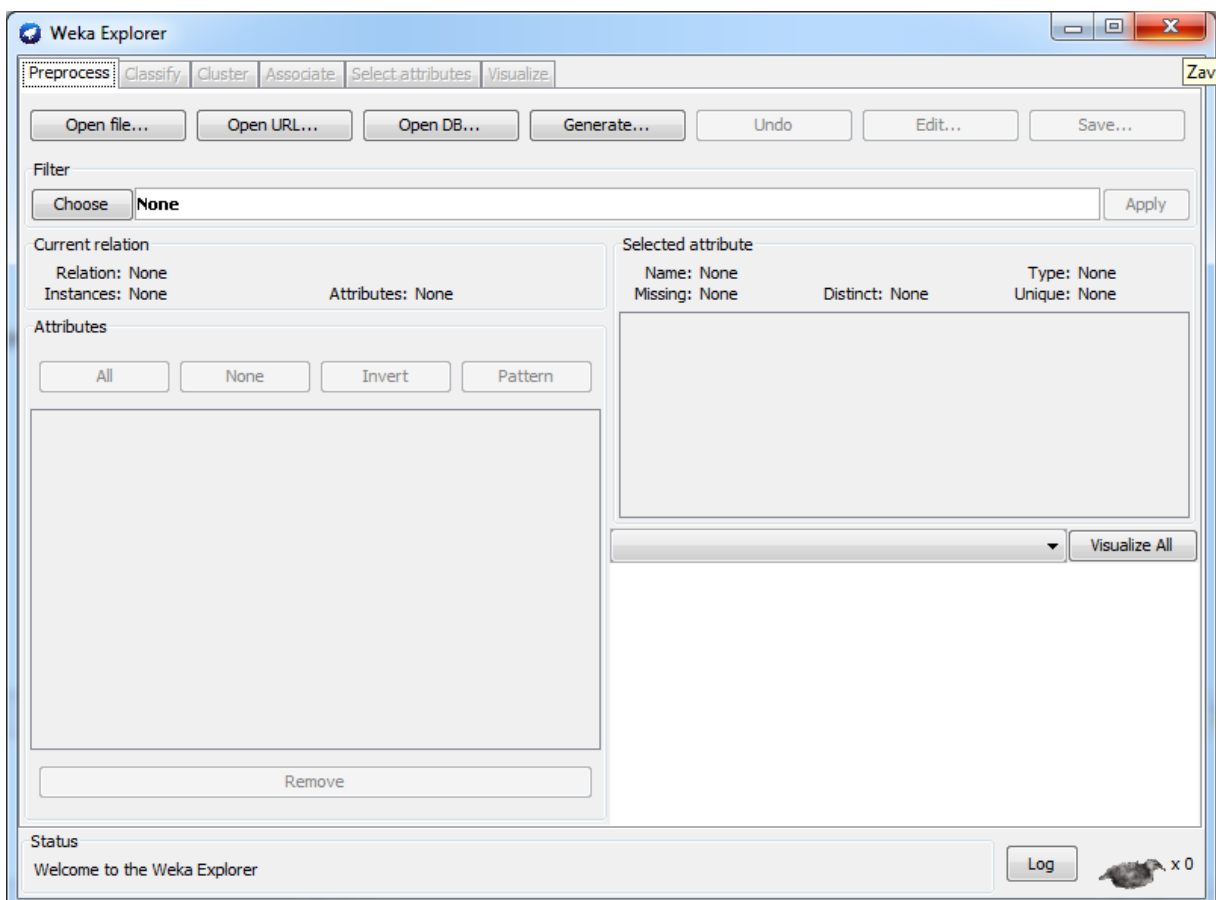 Weka Explorer
Preprocess Classify Cluster Associate Select attributes Visualize
Zav
Open file... Open URL... Open DB... Generate... Undo Edit... Save...
Filter
Choose None Apply
Current relation
Relation: None
Instances: None Attributes: None
Attributes
All None Invert Pattern
Remove
Selected attribute
Name: None Type: None
Missing: None Distinct: None Unique: None
Visualize All
Status
Welcome to the Weka Explorer
Log x 0